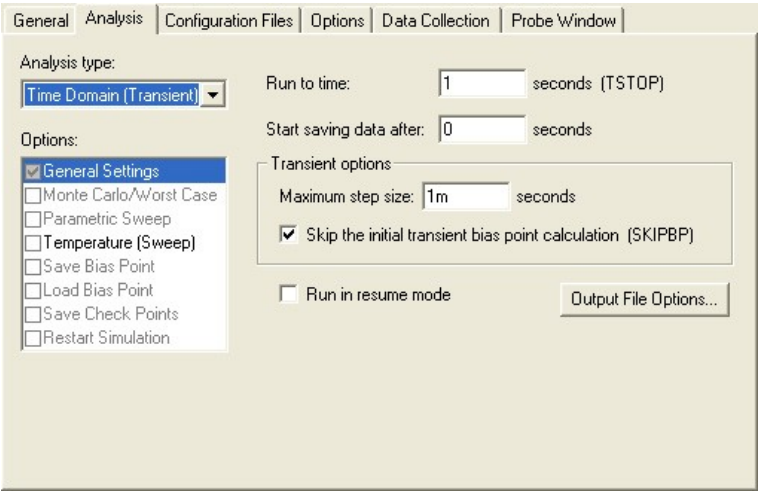 General Analysis Configuration Files Options Data Collection Probe Window
Analysis type:
Time Domain (Transient)
Options:
General Settings
Monte Carlo/Worst Case
Parametric Sweep
Temperature (Sweep)
Save Bias Point
Load Bias Point
Save Check Points
Restart Simulation
Run to time: 1 seconds (TSTOP)
Start saving data after: 0 seconds
Transient options
Maximum step size: 1m seconds
Skip the initial transient bias point calculation (SKIPBP)
Run in resume mode
Output File Options...